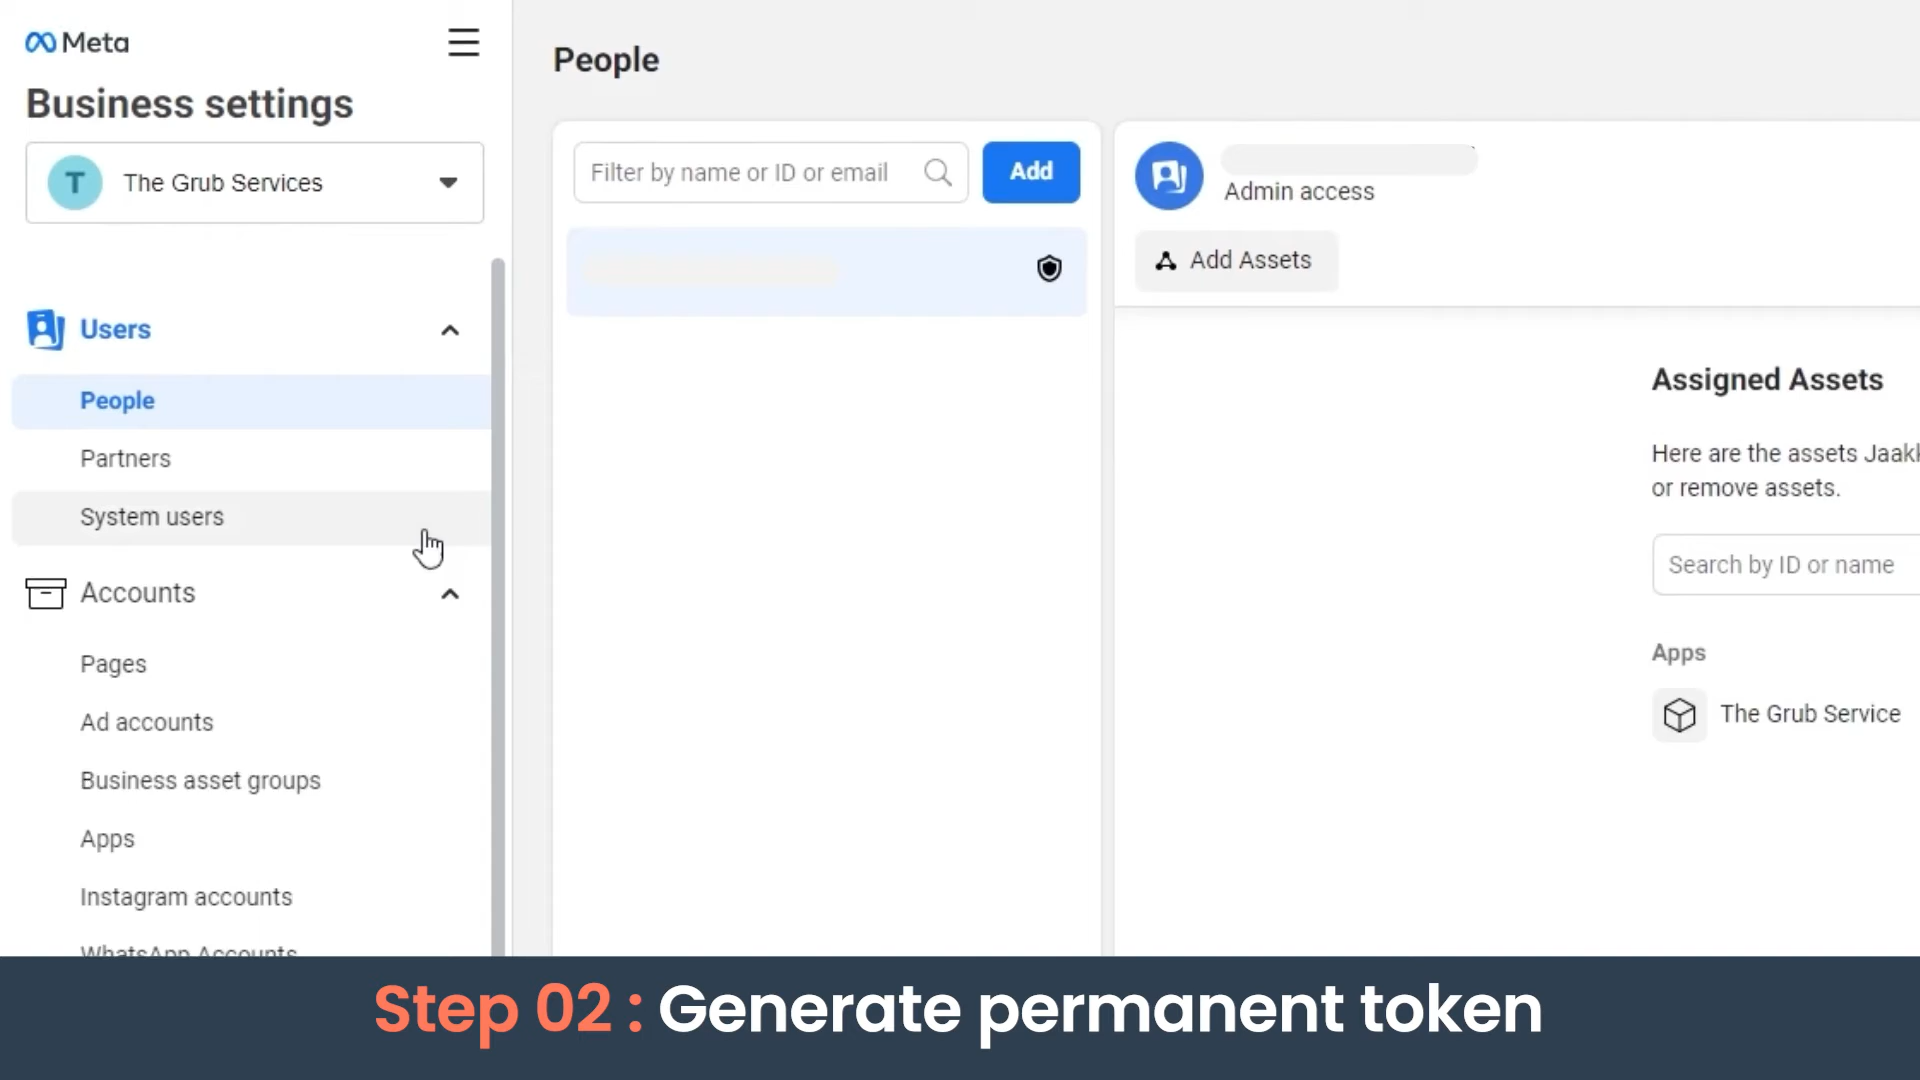 Meta
Business settings
T
The Grub Services
Users
People
Partners
System users
Accounts
Pages
Ad accounts
Business asset groups
Apps
Instagram accounts
WhatsApp Accounts
People
Filter by name or ID or email
Add
Admin access
Add Assets
Assigned Assets
Here are the assets Jaakk
or remove assets.
Search by ID or name
Apps
The Grub Service
Step 02 : Generate permanent token